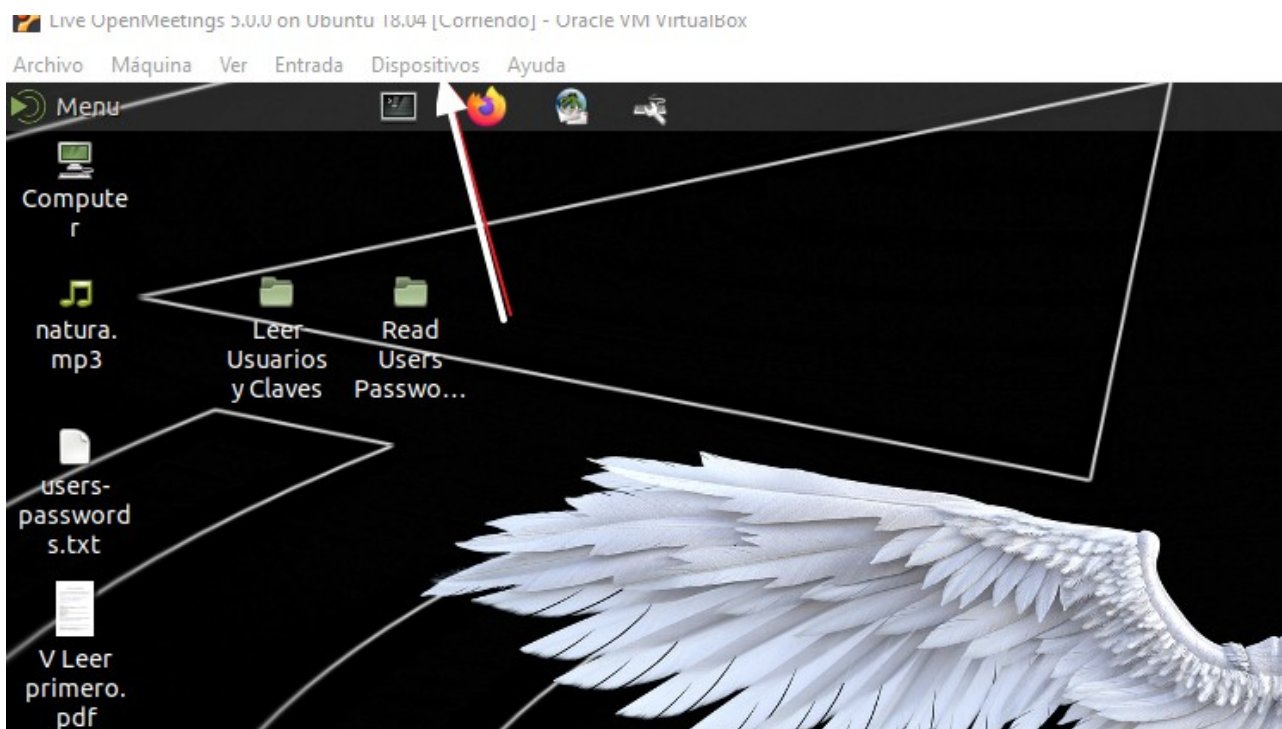 Live OpenMeetings 5.0.0 on Ubuntu 18.04 [Corriendo] - Oracle VM VirtualBox
Archivo Máquina Ver Entrada Dispositivos Ayuda
Menu
Compute
r
natura.
mp3
Leer
Usuarios
y Claves
Read
Users
Passwo...
users-
password
s.txt
V Leer
primero.
pdf